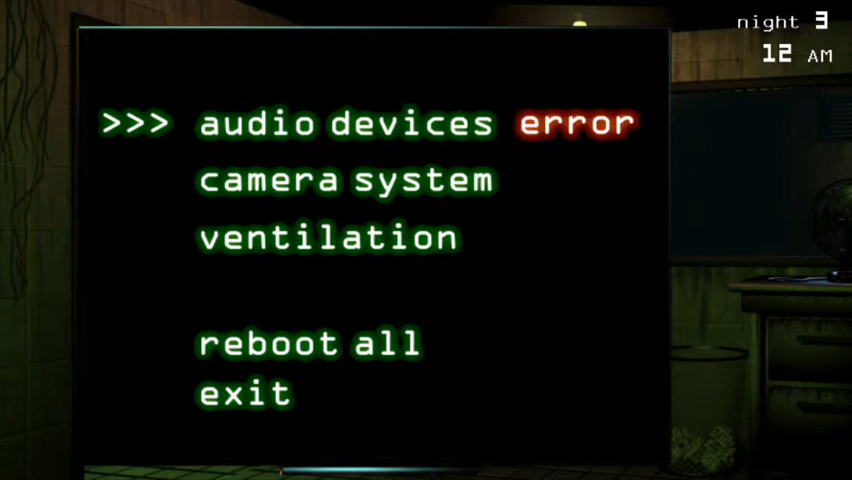 night 3
12 AM
>>> audio devices error
camera system
ventilation
reboot all
exit